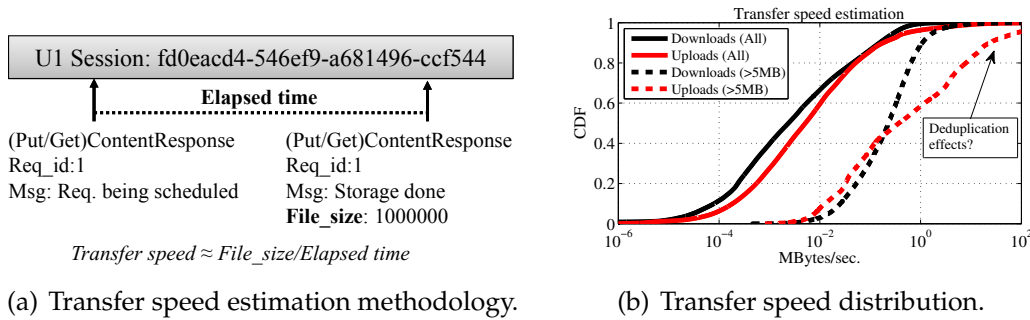 U1 Session: fd0eacd4-546ef9-a681496-ccf544
Elapsed time
(Put/Get)ContentResponse
Req_id:1
Msg: Req. being scheduled
(Put/Get)ContentResponse
Req_id:1
Msg: Storage done
File_size: 1000000
Transfer speed ≈ File_size/Elapsed time
(a) Transfer speed estimation methodology.
Transfer speed estimation
1
0.8
0.6
0.4
0.2
0
CDF
Downloads (All)
Uploads (All)
Downloads (>5MB)
Uploads (>5MB)
Deduplication
effects?
10⁻⁶ 10⁻⁴ 10⁻² 10⁰ 10²
MBytes/sec.
(b) Transfer speed distribution.